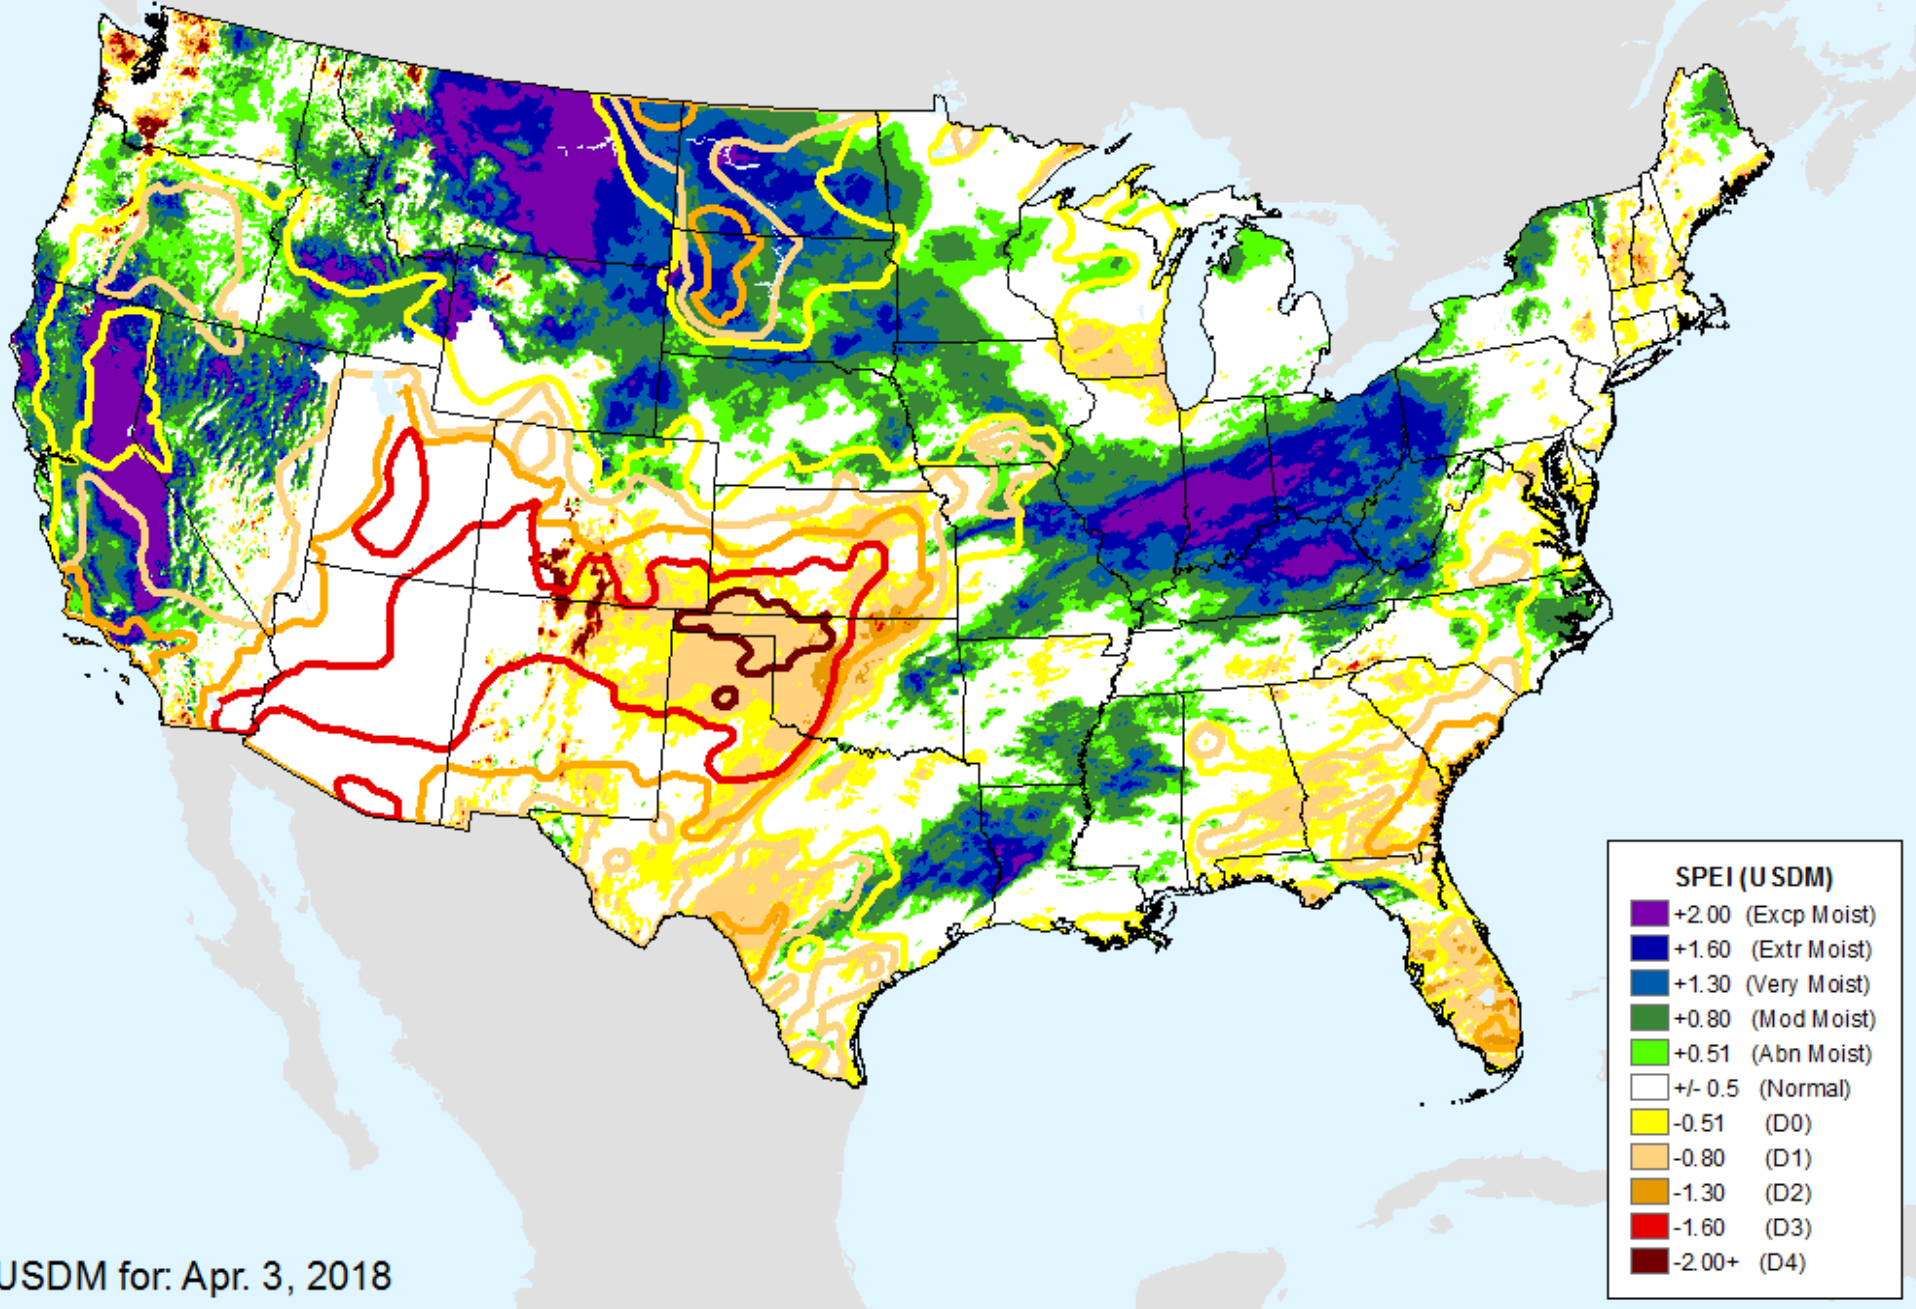 SPEI (USDM)
+2.00 (Excp Moist)
+1.60 (Extr Moist)
+1.30 (Very Moist)
+0.80 (Mod Moist)
+0.51 (Abn Moist)
+/- 0.5 (Normal)
-0.51 (D0)
-0.80 (D1)
-1.30 (D2)
-1.60 (D3)
-2.00+ (D4)
USDM for: Apr. 3, 2018